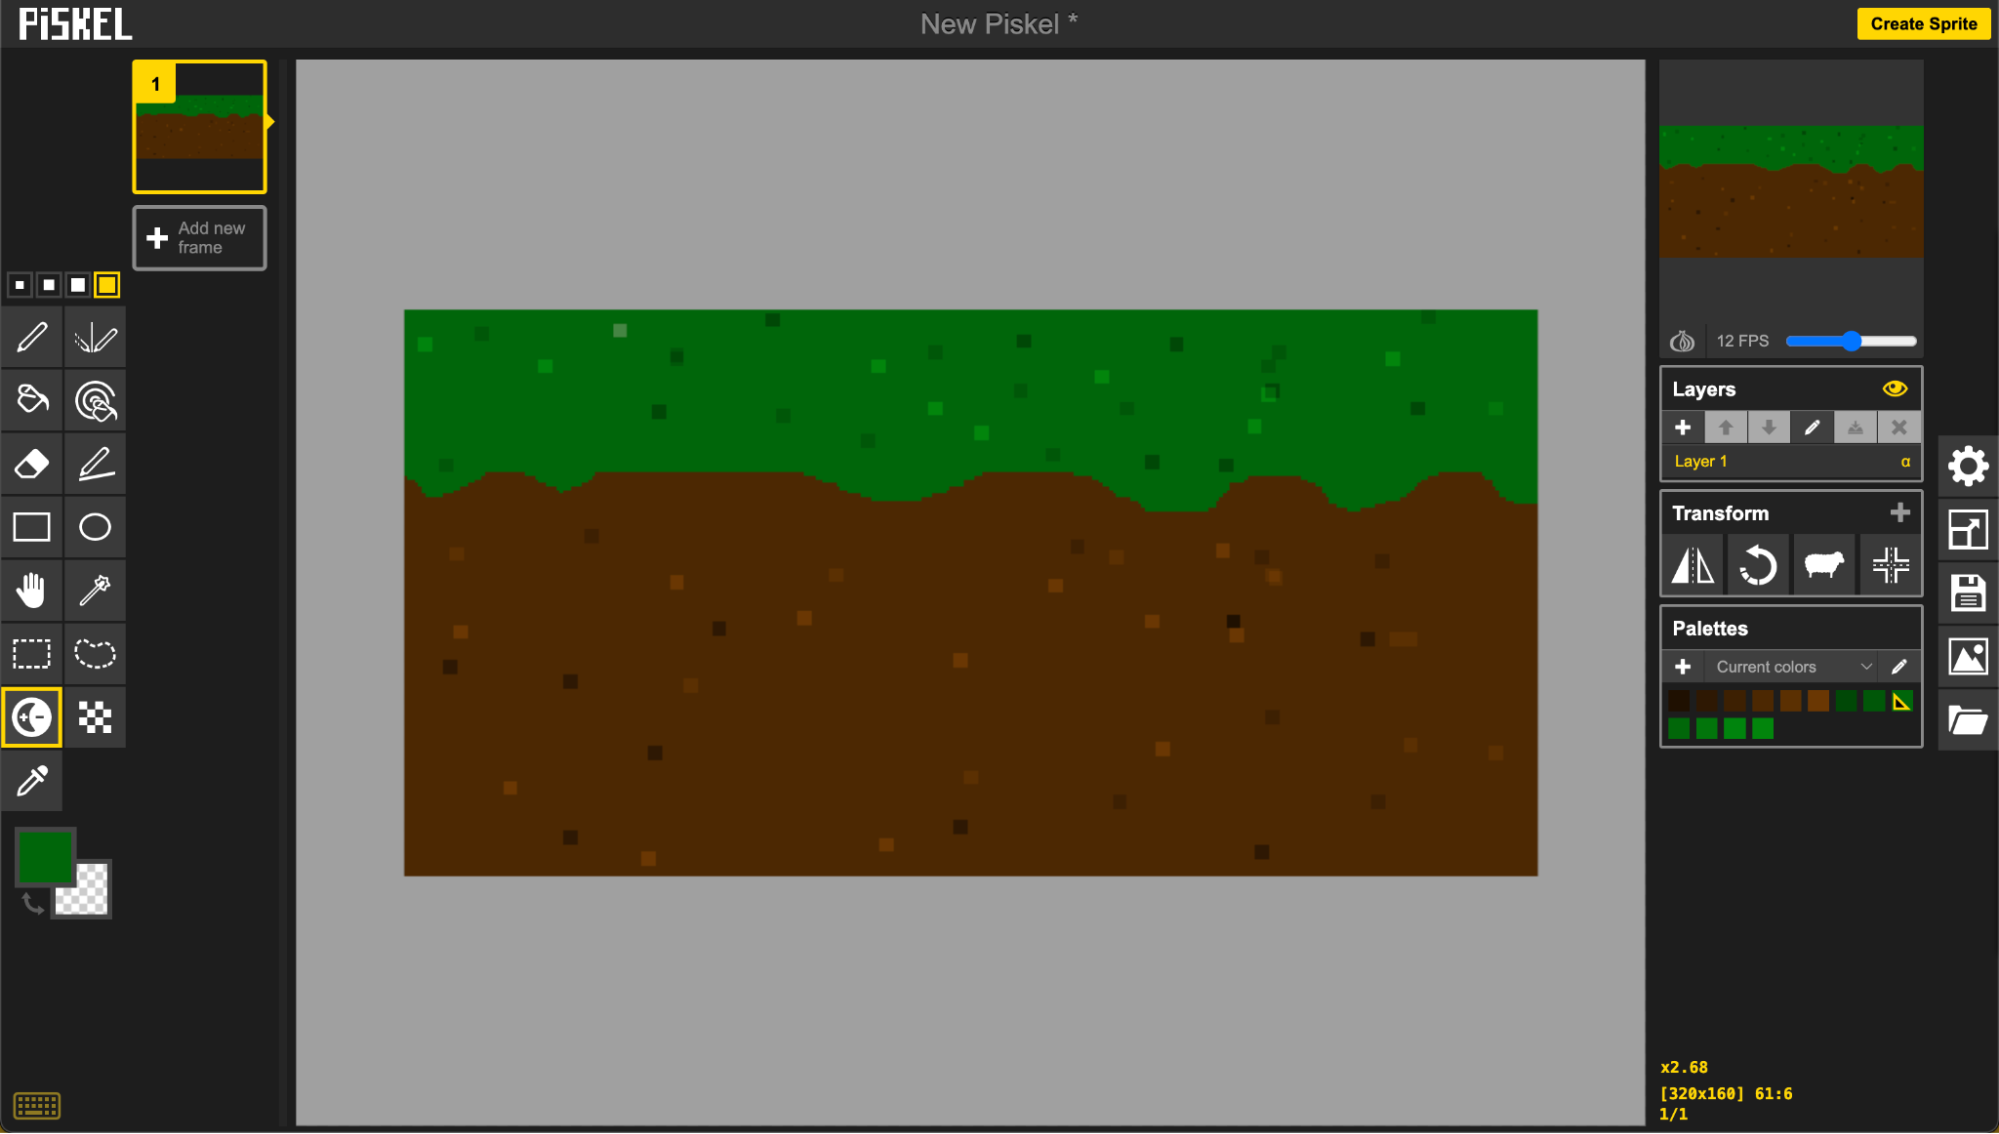 PiSKEL
New Piskel *
Create Sprite
1
Add new
frame
12 FPS
Layers
Layer 1
α
Transform
Palettes
Current colors
x2.68
[320x160] 61:6
1/1